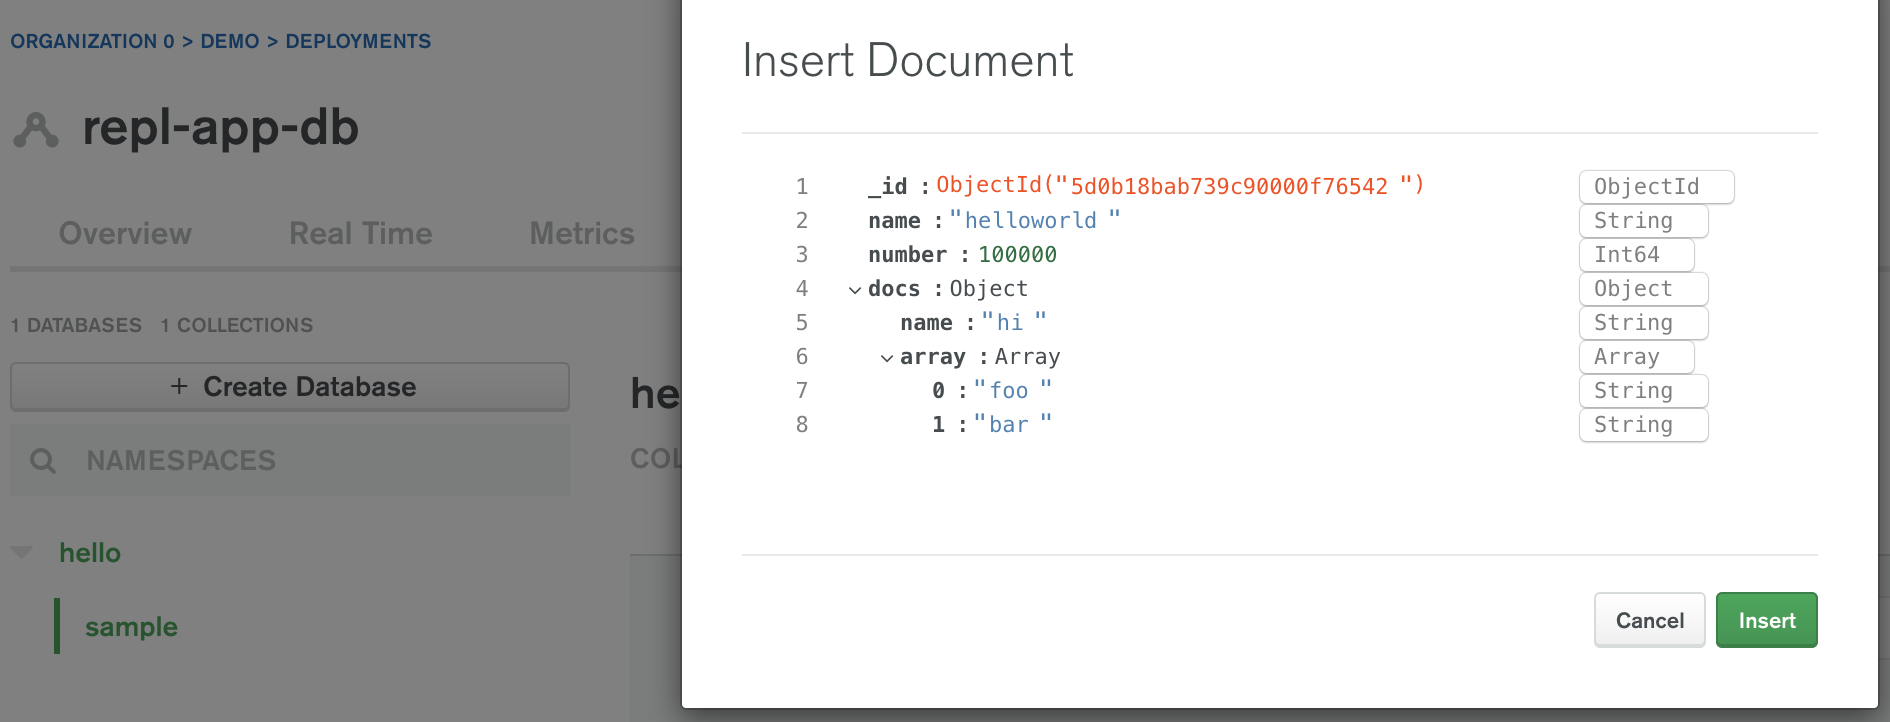 ORGANIZATION 0 > DEMO > DEPLOYMENTS
repl-app-db
Overview Real Time Metrics
1 DATABASES 1 COLLECTIONS
+ Create Database
NAMESPACES
hello
sample
Insert Document
1 _id : ObjectId("5d0b18bab739c90000f76542 ") ObjectId
2 name : "helloworld " String
3 number : 100000 Int64
4 docs : Object Object
5 name : "hi " String
6 array : Array Array
7 0 : "foo " String
8 1 : "bar " String
Cancel Insert